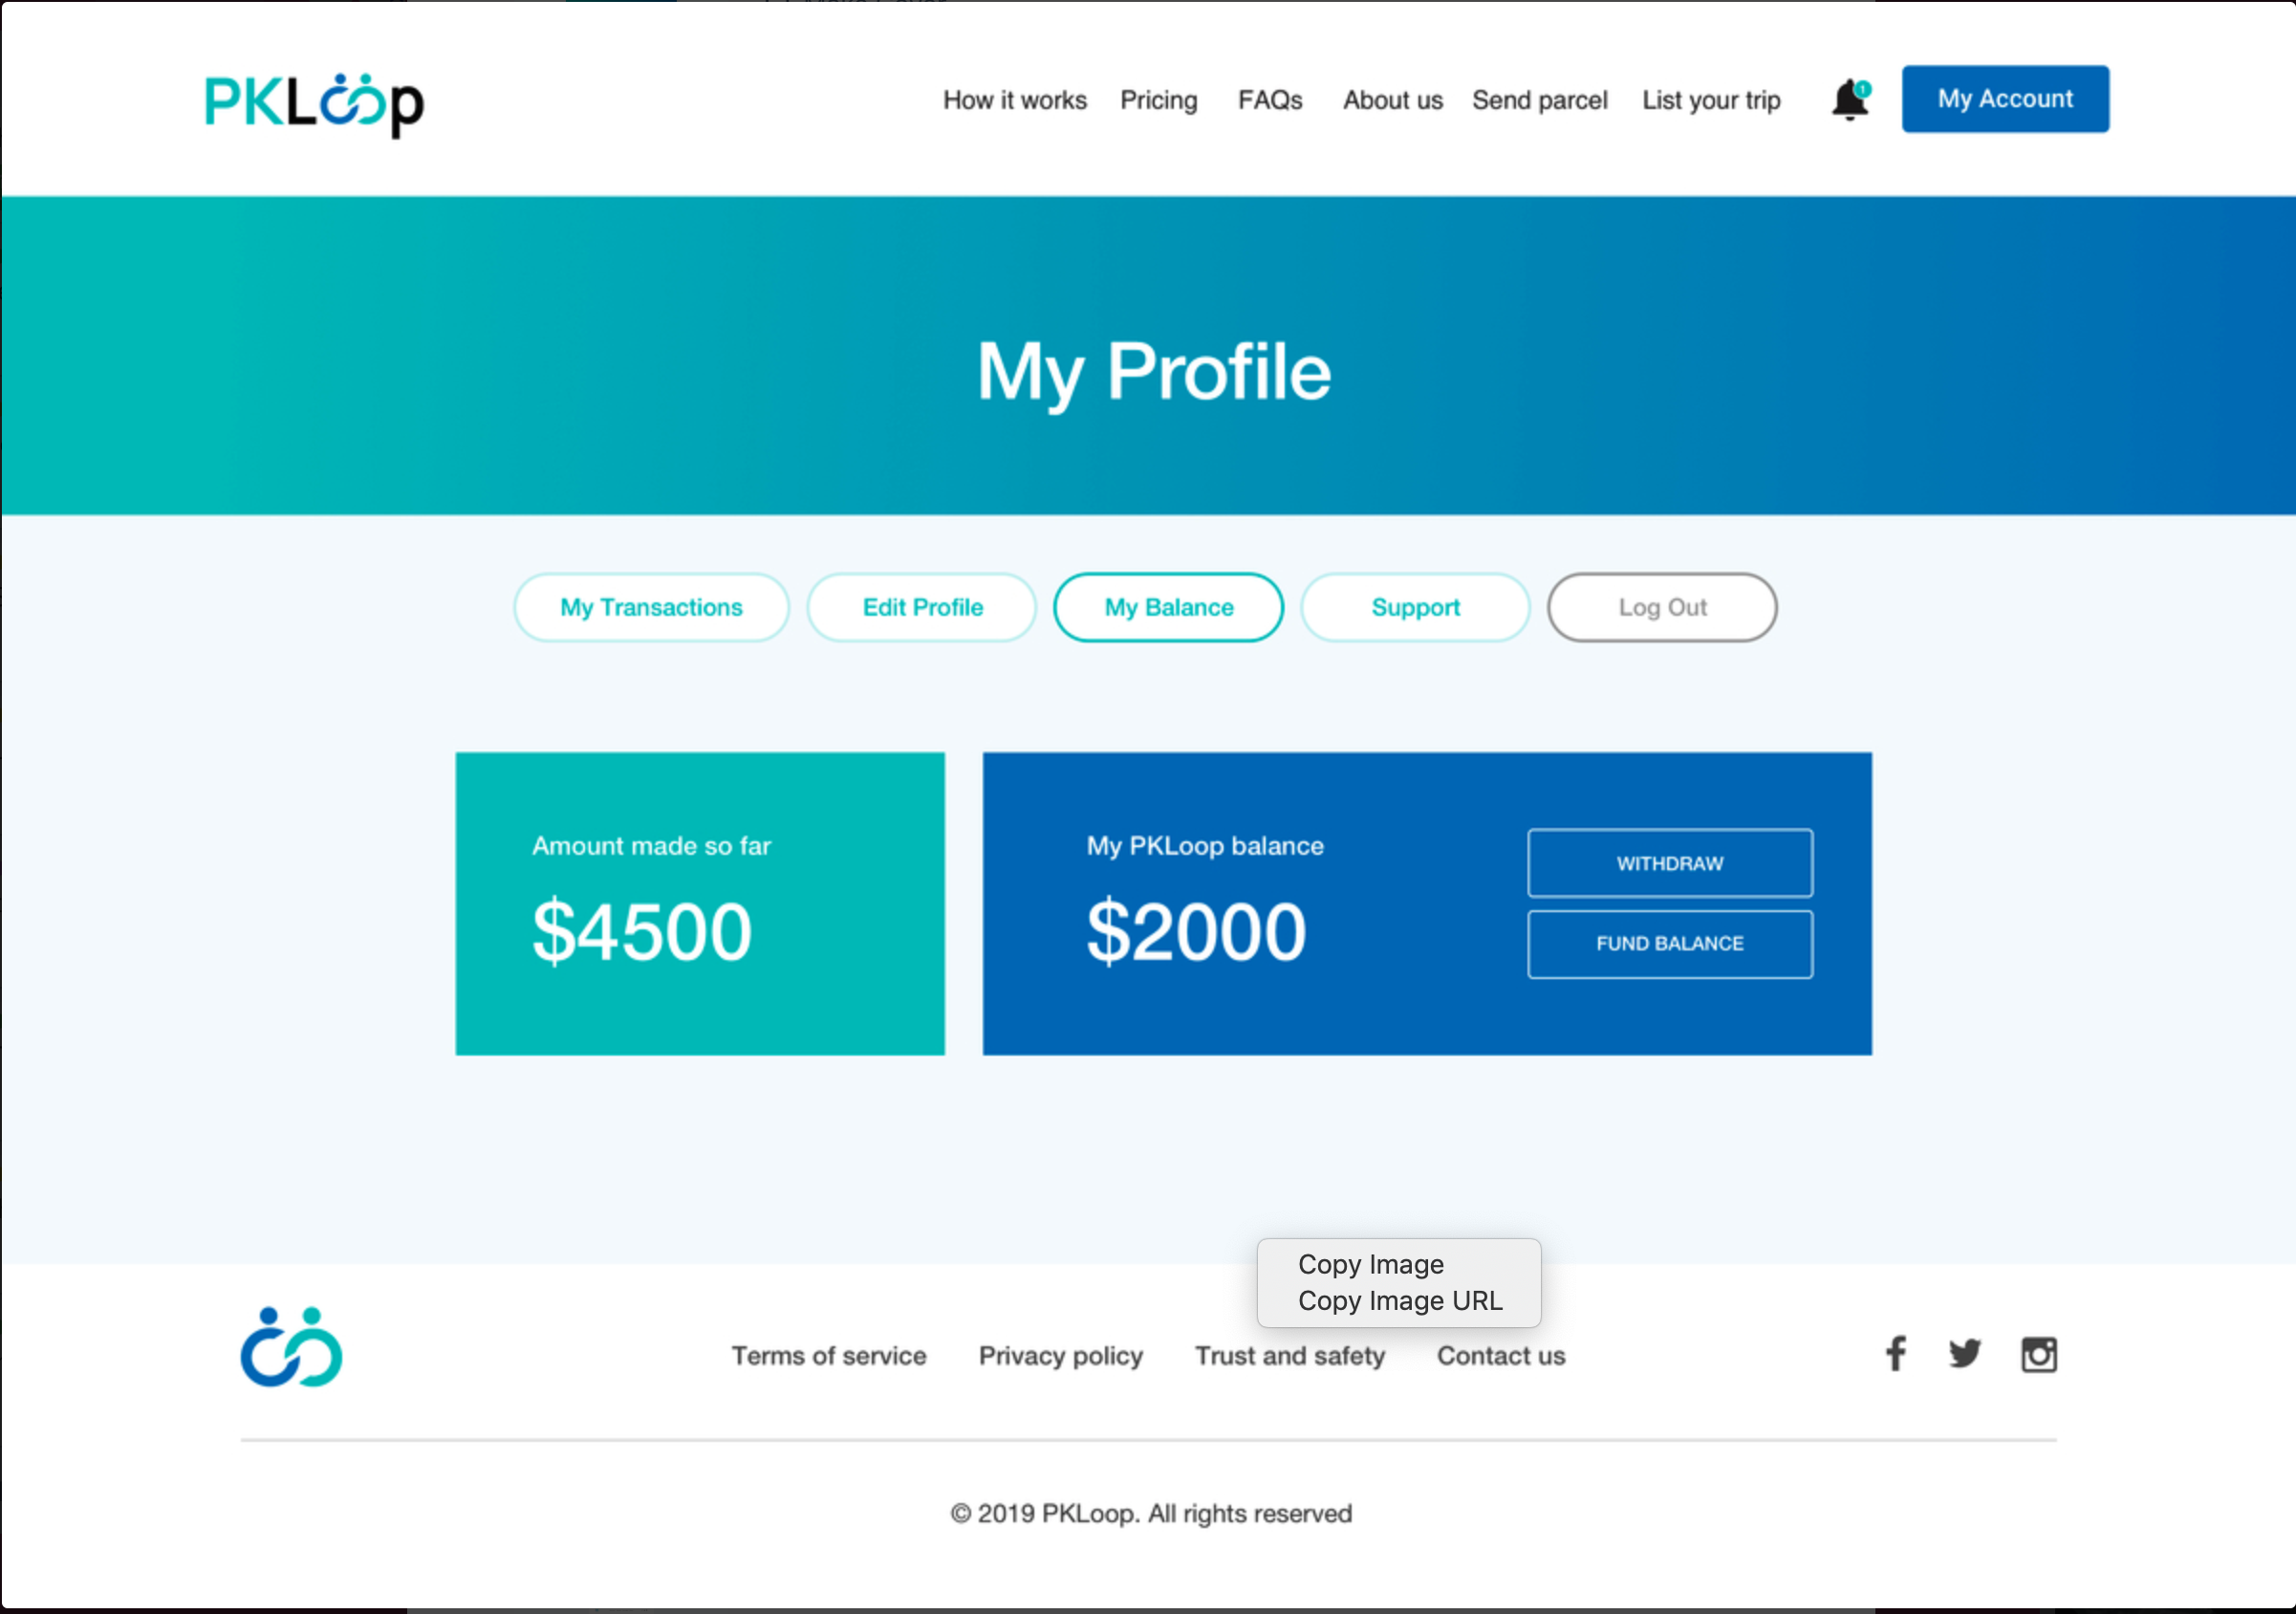 PKLoop
How it works Pricing FAQs About us Send parcel List your trip 1 My Account
My Profile
My Transactions Edit Profile My Balance Support Log Out
Amount made so far
$4500
My PKLoop balance
$2000
WITHDRAW
FUND BALANCE
Copy Image
Copy Image URL
Terms of service Privacy policy Trust and safety Contact us
© 2019 PKLoop. All rights reserved